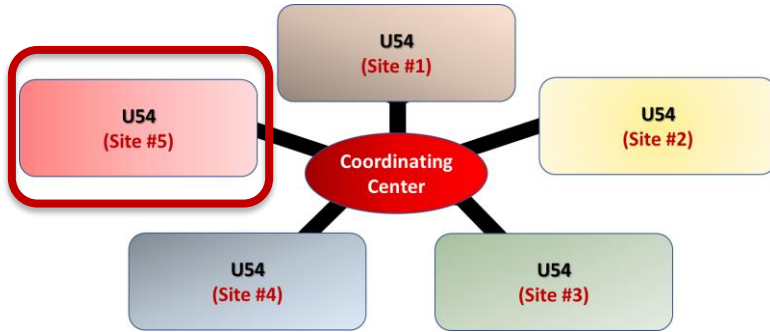 U54
(Site #1)
U54
(Site #5)
U54
(Site #2)
Coordinating
Center
U54
(Site #4)
U54
(Site #3)